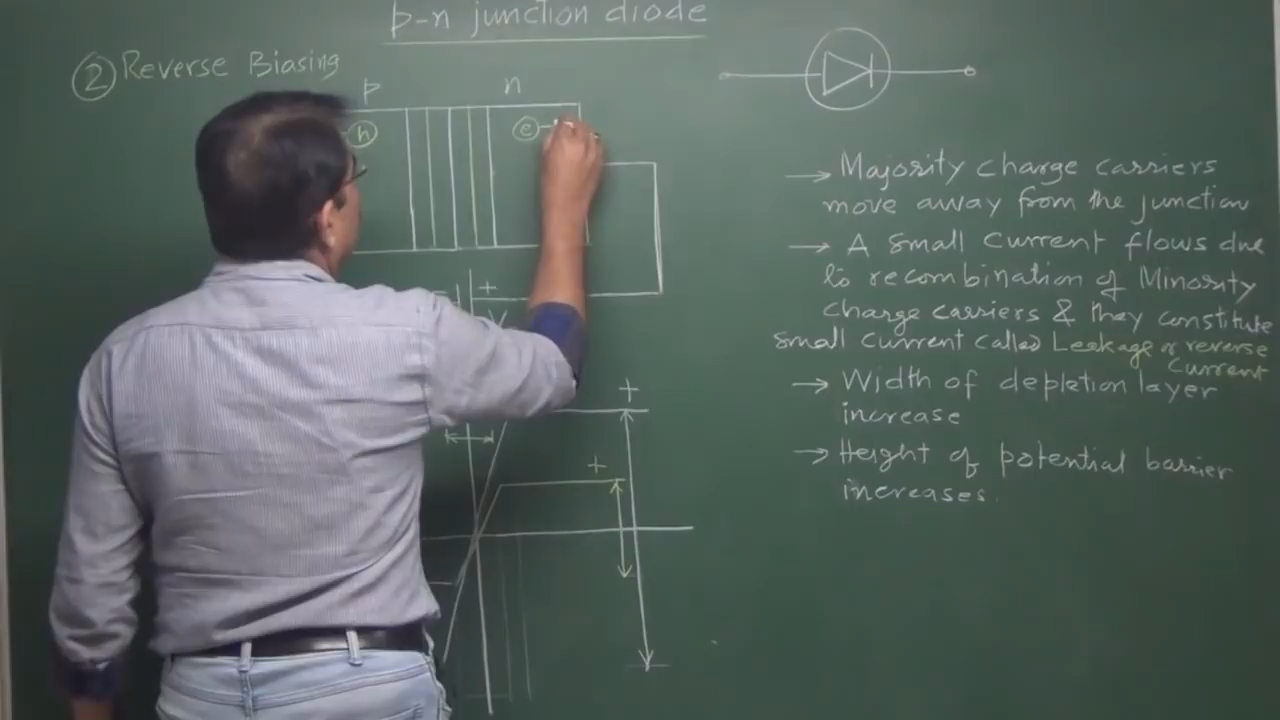 p-n junction diode
② Reverse Biasing
p n
h e
- +
V
+
+
→ Majority charge carriers
move away from the junction
→ A small current flows due
to recombination of Minority
charge carriers & they constitute
small current called Leakage or reverse
current
→ Width of depletion layer
increase
→ Height of potential barrier
increases.